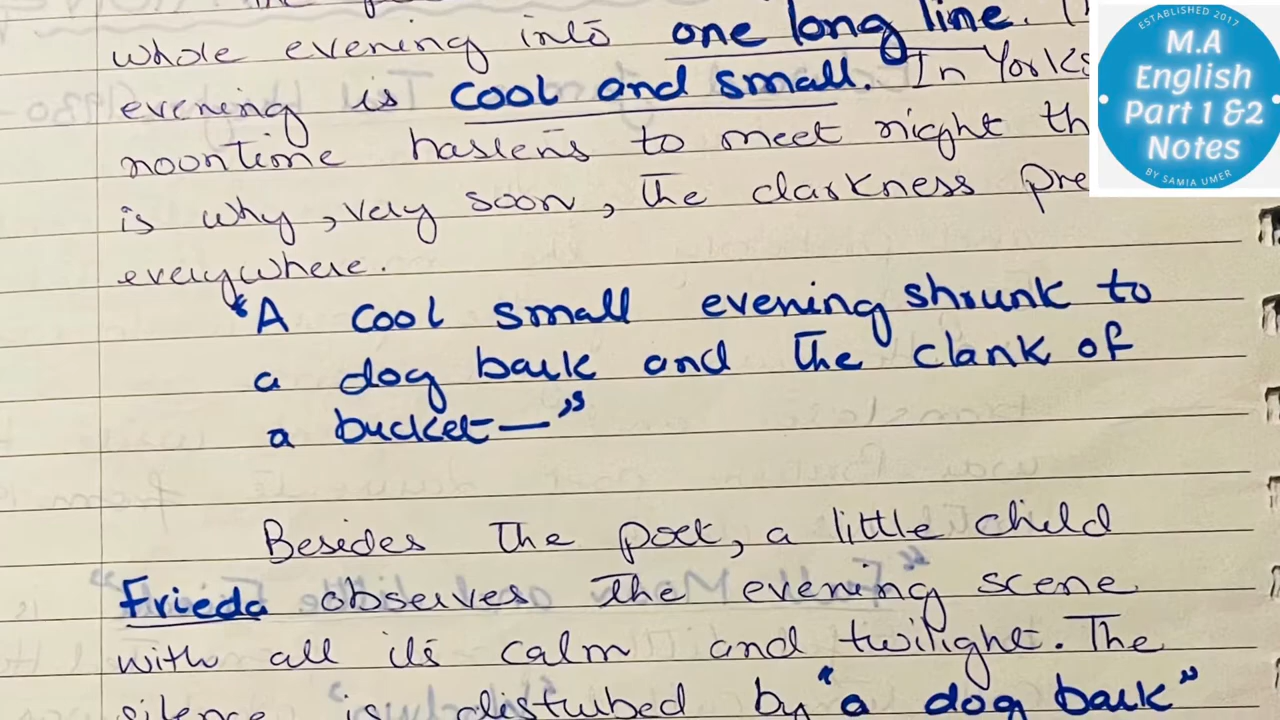 whole evening into one long line.
evening is cool and small. In Yorks
noontime hastens to meet night th
is why, very soon, the darkness pre
everywhere.
"A cool small evening shrunk to
a dog bark and the clank of
a bucket—"
Besides the poet, a little child
Frieda observes the evening scene
with all its calm and twilight. The
silence is disturbed by "a dog bark"
ESTABLISHED 2017
M.A
English
Part 1 &2
Notes
BY SAMIA UMER